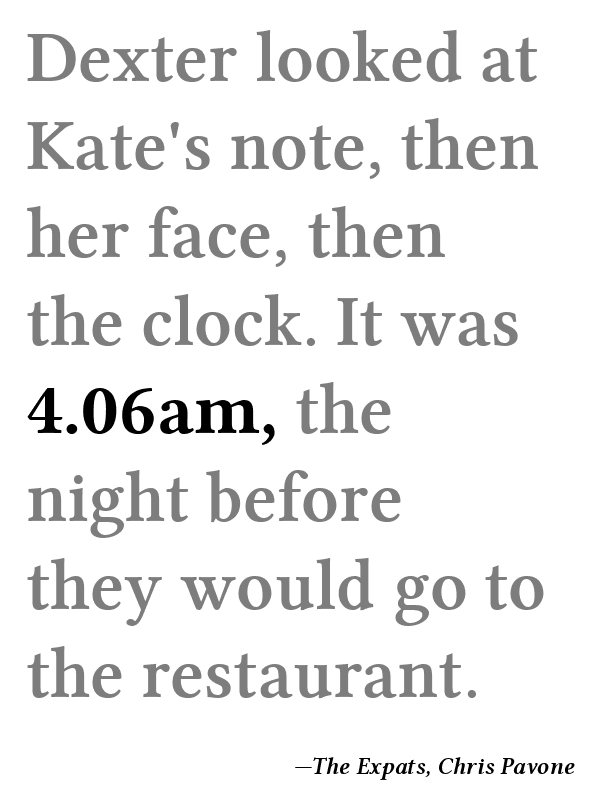 Dexter looked at
Kate's note, then
her face, then
the clock. It was
4.06am, the
night before
they would go to
the restaurant.
—The Expats, Chris Pavone